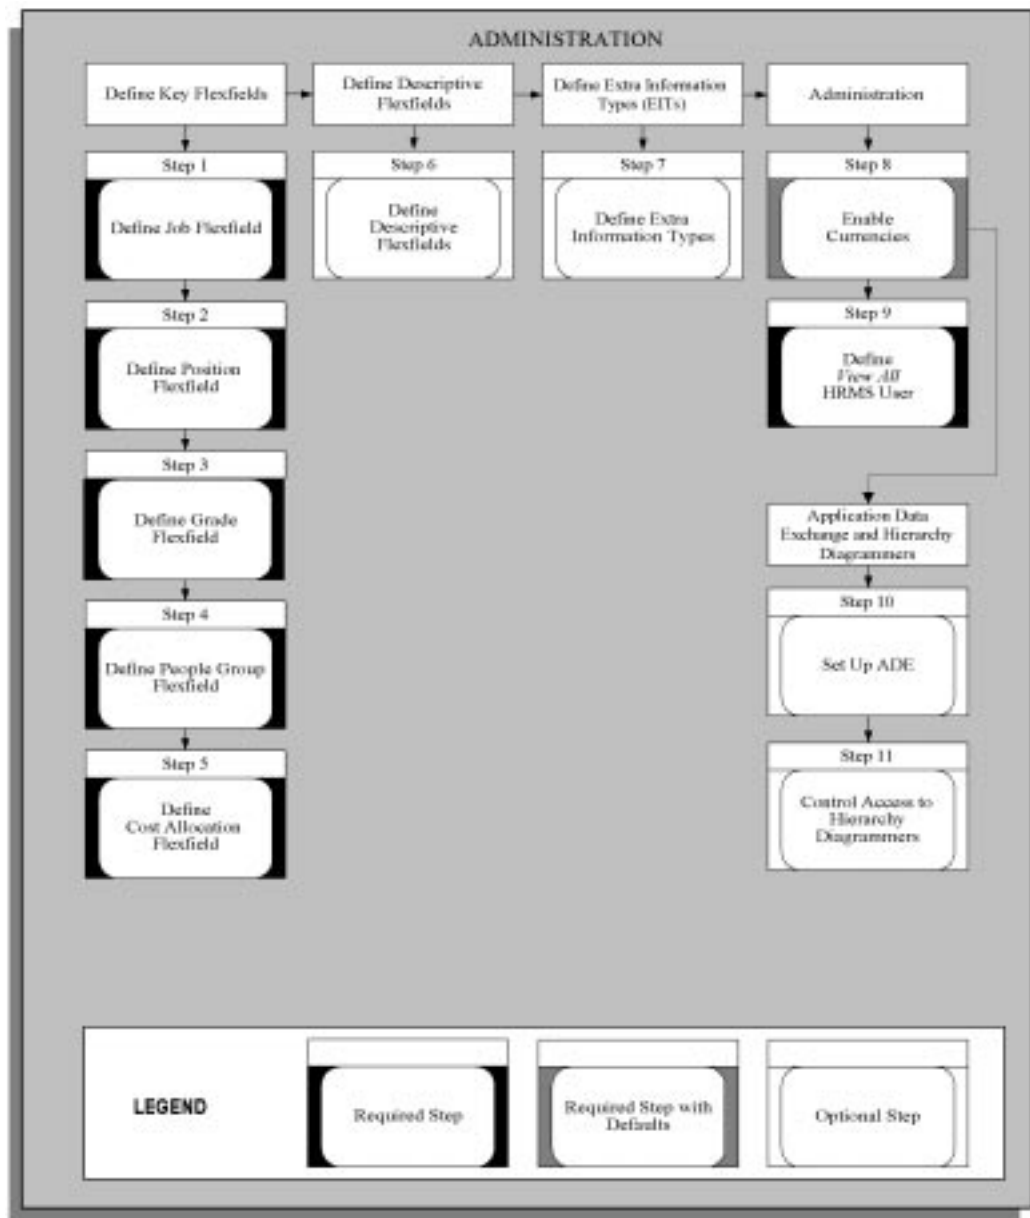 ADMINISTRATION
Define Key Flexfields
Define Descriptive
Flexfields
Define Extra Information
Types (EITs)
Administration
Step 1
Define Job Flexfield
Step 2
Define Position
Flexfield
Step 3
Define Grade
Flexfield
Step 4
Define People Group
Flexfield
Step 5
Define
Cost Allocation
Flexfield
Step 6
Define
Descriptive
Flexfields
Step 7
Define Extra
Information Types
Step 8
Enable
Currencies
Step 9
Define
View All
HRMS User
Application Data
Exchange and Hierarchy
Diagrammers
Step 10
Set Up ADE
Step 11
Control Access to
Hierarchy
Diagrammers
LEGEND
Required Step
Required Step with
Defaults
Optional Step